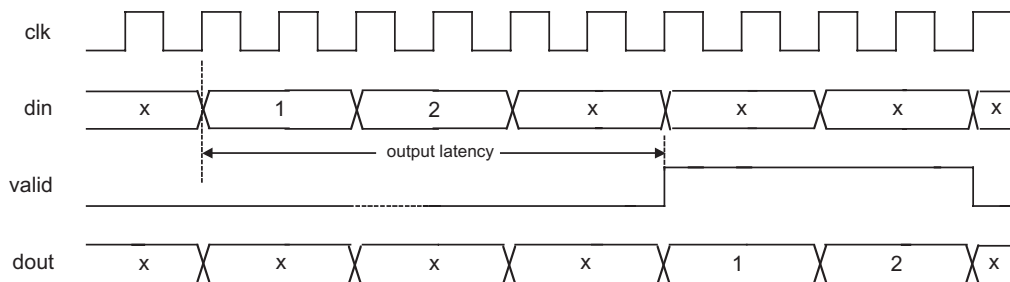 clk
din x 1 2 x x x x
output latency
valid
dout x x x x 1 2 x